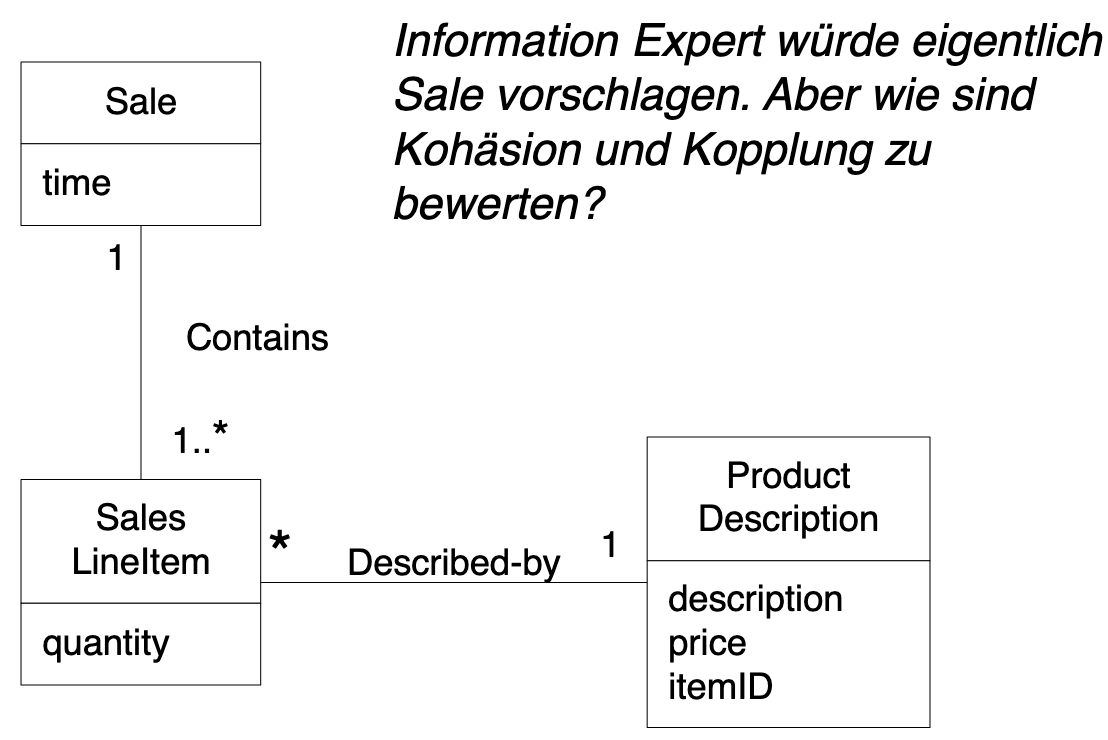 Information Expert würde eigentlich
Sale vorschlagen. Aber wie sind
Kohäsion und Kopplung zu
bewerten?
Sale
time
1
Contains
1..*
Sales
LineItem
quantity
*
Described-by
1
Product
Description
description
price
itemID